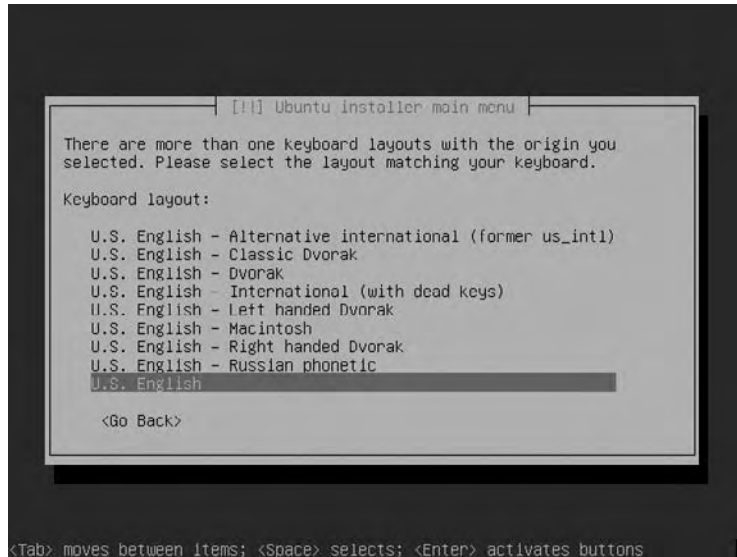 [!!] Ubuntu installer main menu
There are more than one keyboard layouts with the origin you
selected. Please select the layout matching your keyboard.
Keyboard layout:
U.S. English - Alternative international (former us_intl)
U.S. English - Classic Dvorak
U.S. English - Dvorak
U.S. English - International (with dead keys)
U.S. English - Left handed Dvorak
U.S. English - Macintosh
U.S. English - Right handed Dvorak
U.S. English - Russian phonetic
U.S. English
<Go Back>
<Tab> moves between items; <Space> selects; <Enter> activates buttons